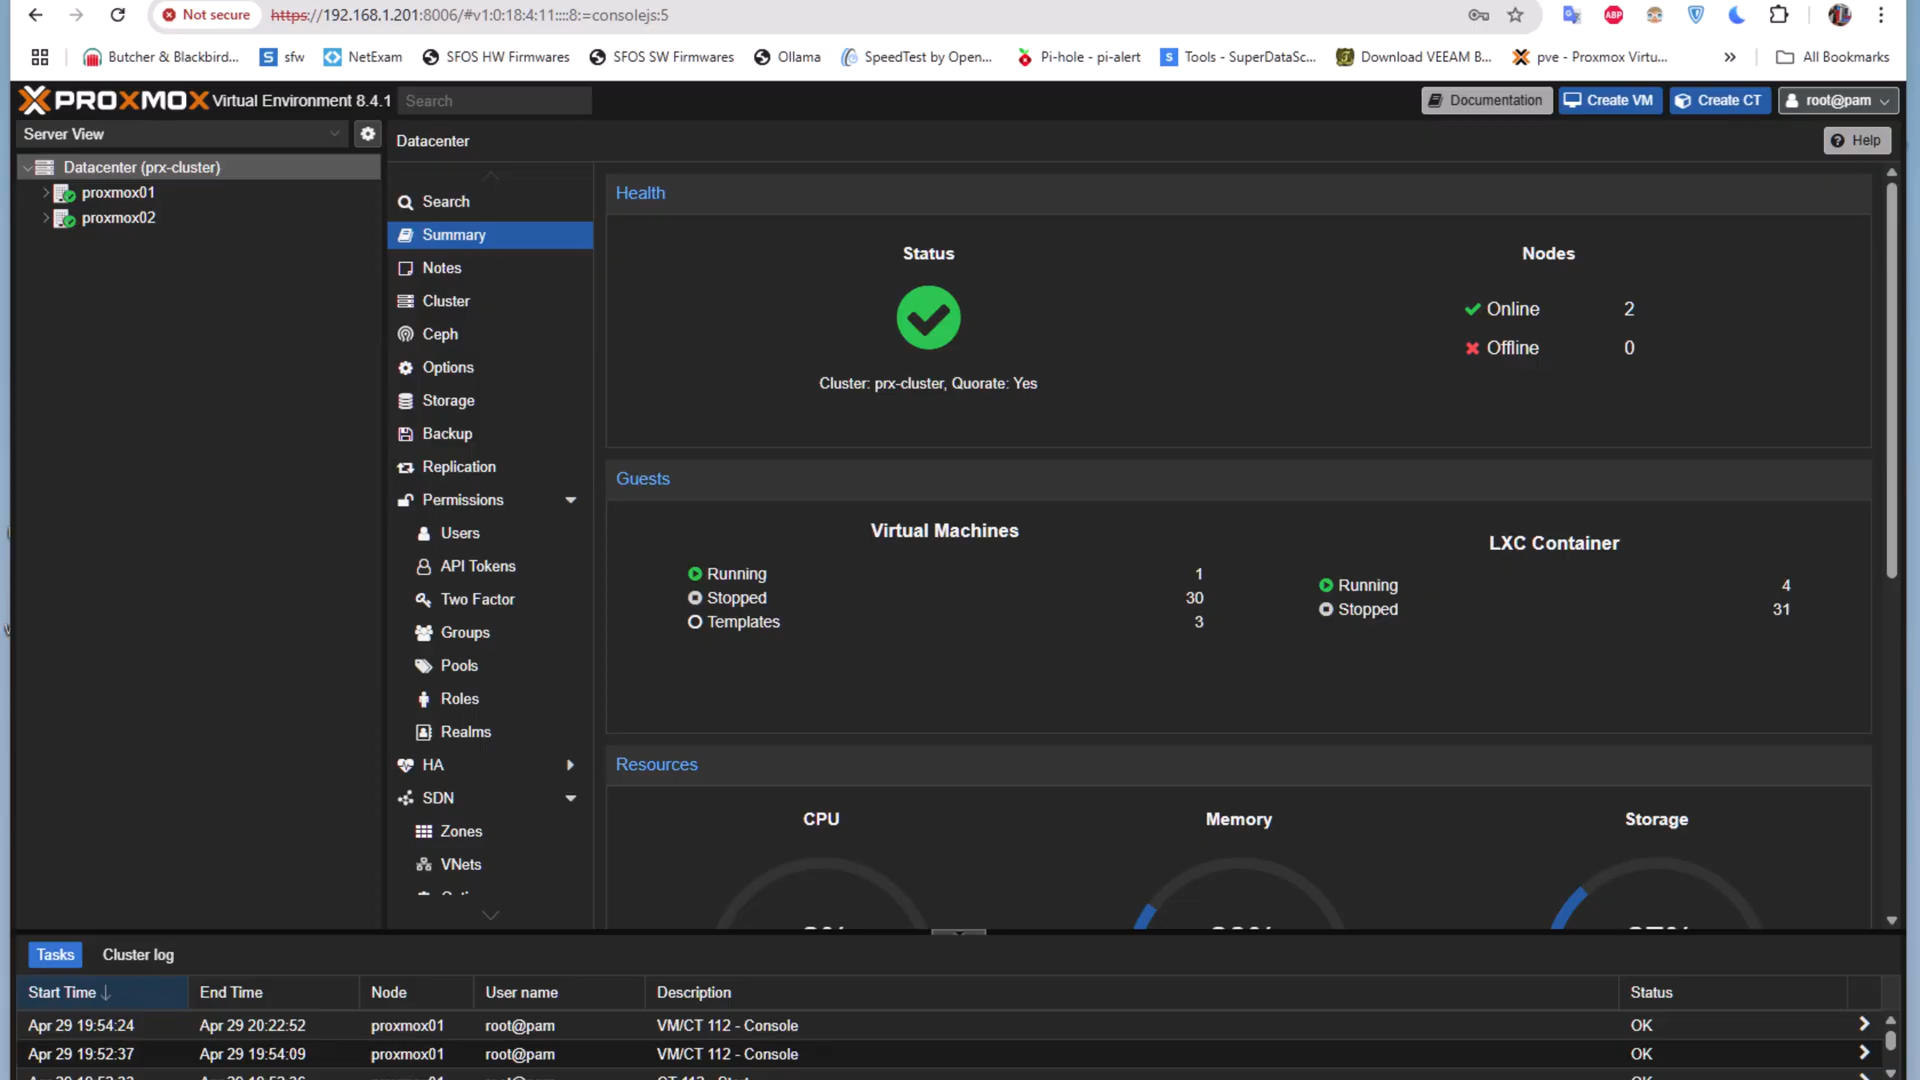 Not secure
https://192.168.1.201:8006/#v1:0:18:4:11::::8:=consolejs:5
ABP
Butcher & Blackbird...
S sfw
NetExam
SFOS HW Firmwares
SFOS SW Firmwares
Ollama
SpeedTest by Open...
Pi-hole - pi-alert
S Tools - SuperDataSc...
Download VEEAM B...
pve - Proxmox Virtu...
All Bookmarks
PROXMOX Virtual Environment 8.4.1
Search
Documentation
Create VM
Create CT
root@pam
Server View
Datacenter
Help
Datacenter (prx-cluster)
proxmox01
proxmox02
Search
Summary
Notes
Cluster
Ceph
Options
Storage
Backup
Replication
Permissions
Users
API Tokens
Two Factor
Groups
Pools
Roles
Realms
HA
SDN
Zones
VNets
Health
Status
Cluster: prx-cluster, Quorate: Yes
Nodes
Online 2
Offline 0
Guests
Virtual Machines
Running 1
Stopped 30
Templates 3
LXC Container
Running 4
Stopped 31
Resources
CPU
Memory
Storage
Tasks
Cluster log
Start Time End Time Node User name Description Status
Apr 29 19:54:24 Apr 29 20:22:52 proxmox01 root@pam VM/CT 112 - Console OK
Apr 29 19:52:37 Apr 29 19:54:09 proxmox01 root@pam VM/CT 112 - Console OK